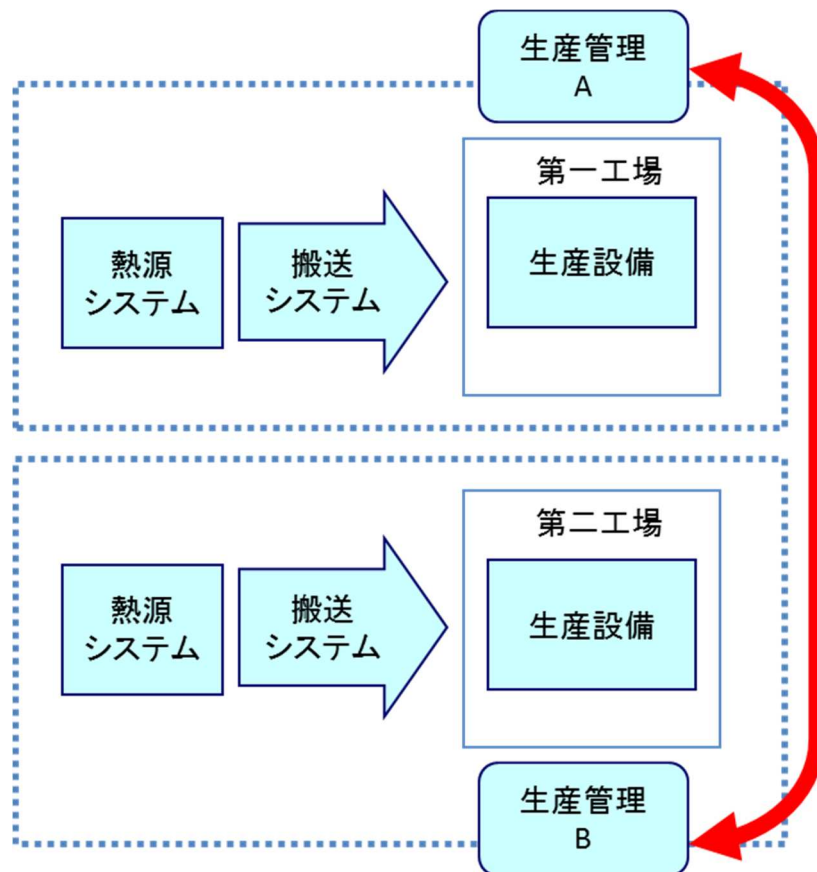 生産管理
A
第一工場
熱源
システム
搬送
システム
生産設備
第二工場
熱源
システム
搬送
システム
生産設備
生産管理
B